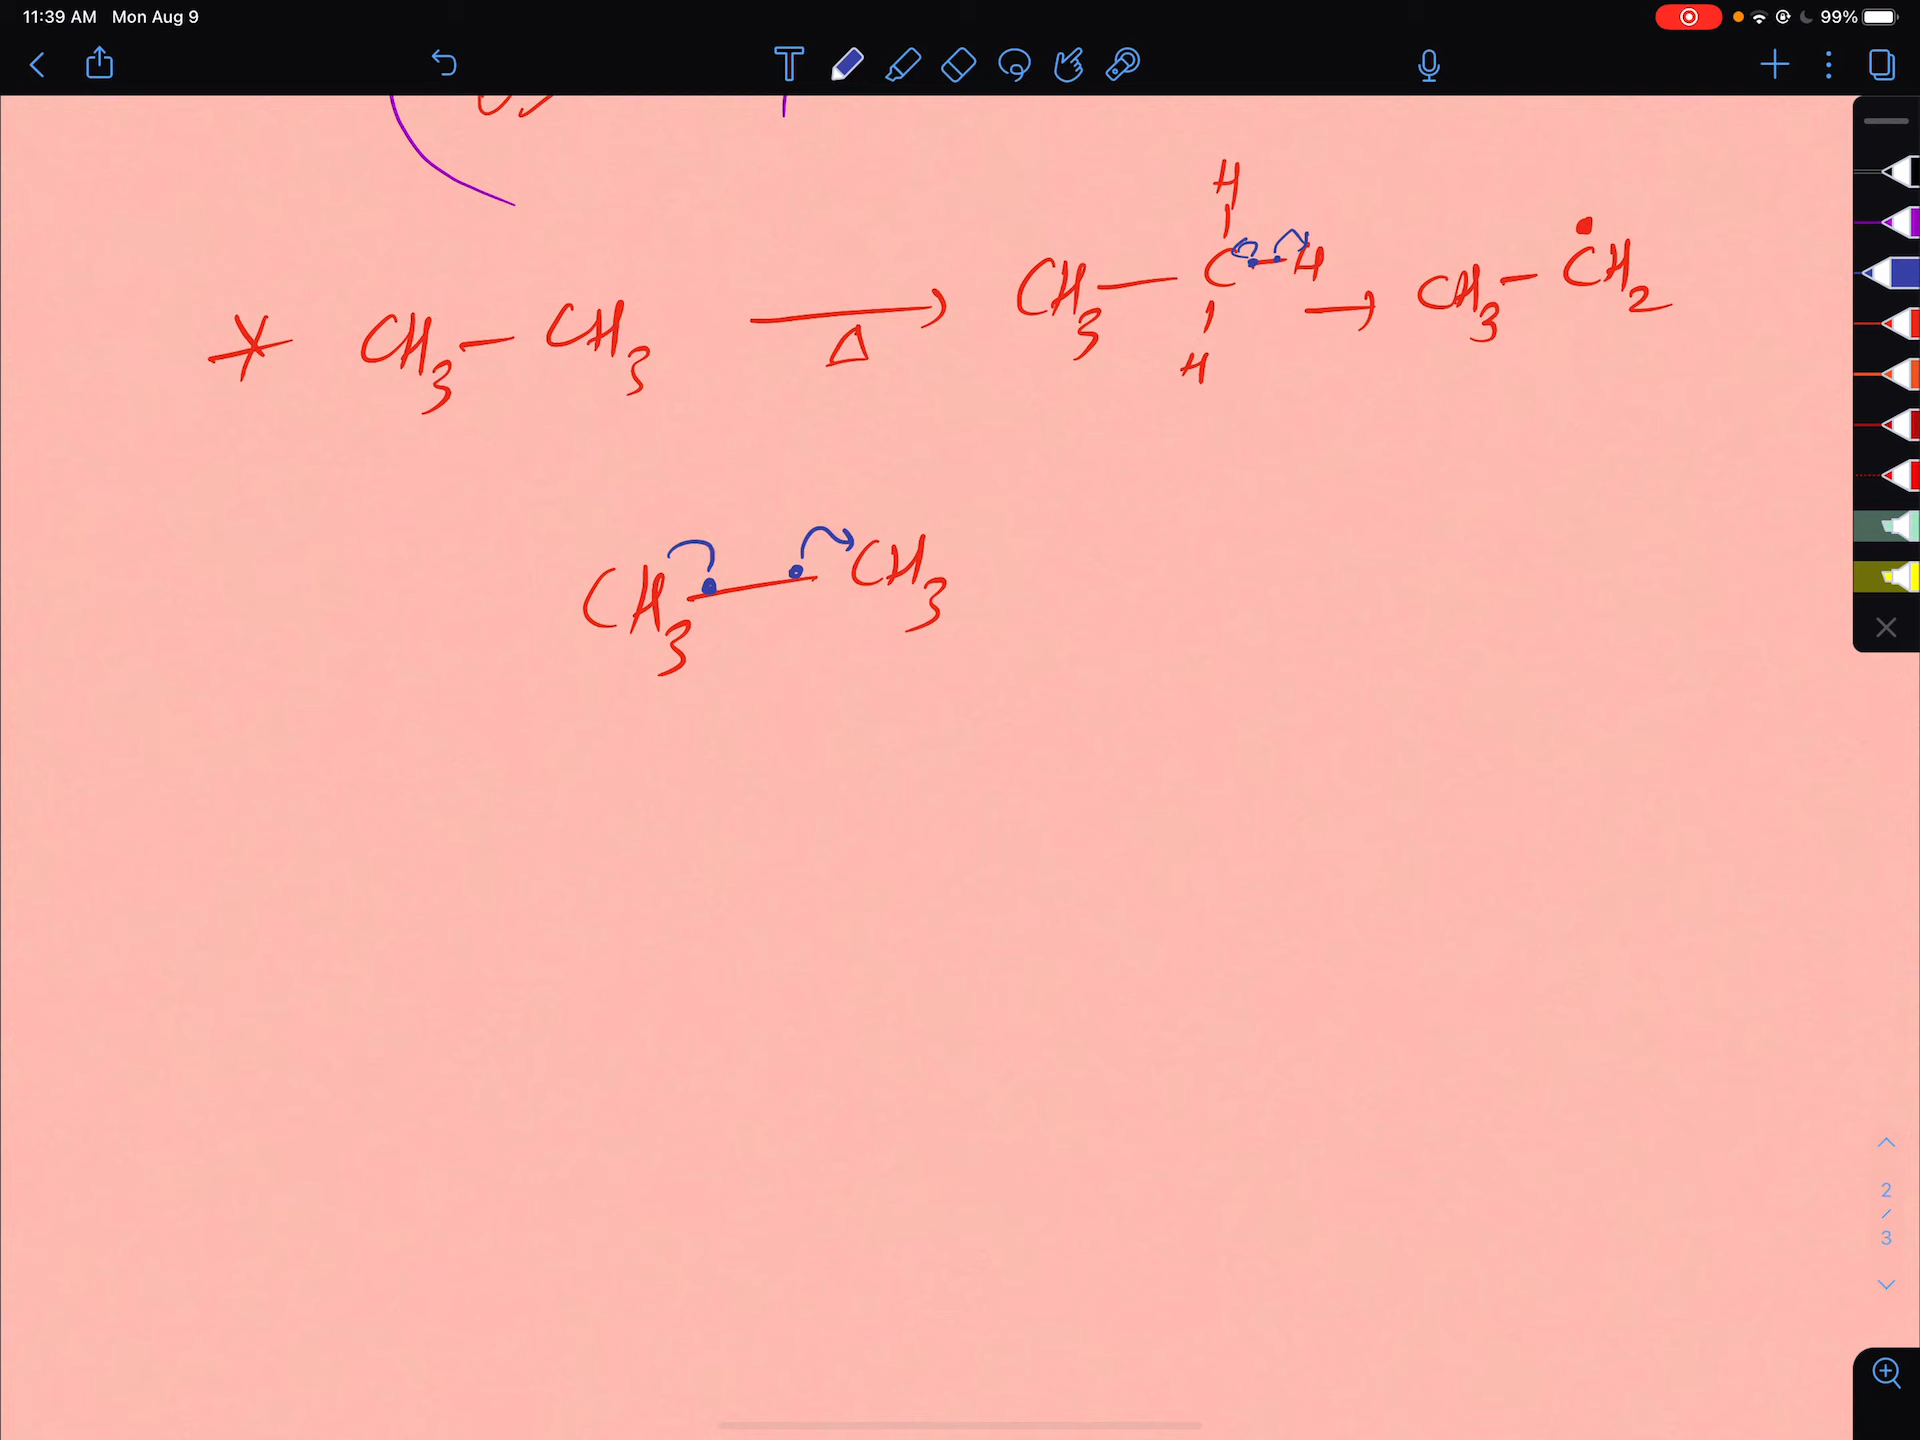 11:39 AM Mon Aug 9
99%
CH3 — CH3 →Δ CH3 — C — H → CH3 — ĊH2
H
H
CH3 — CH3
2
/
3